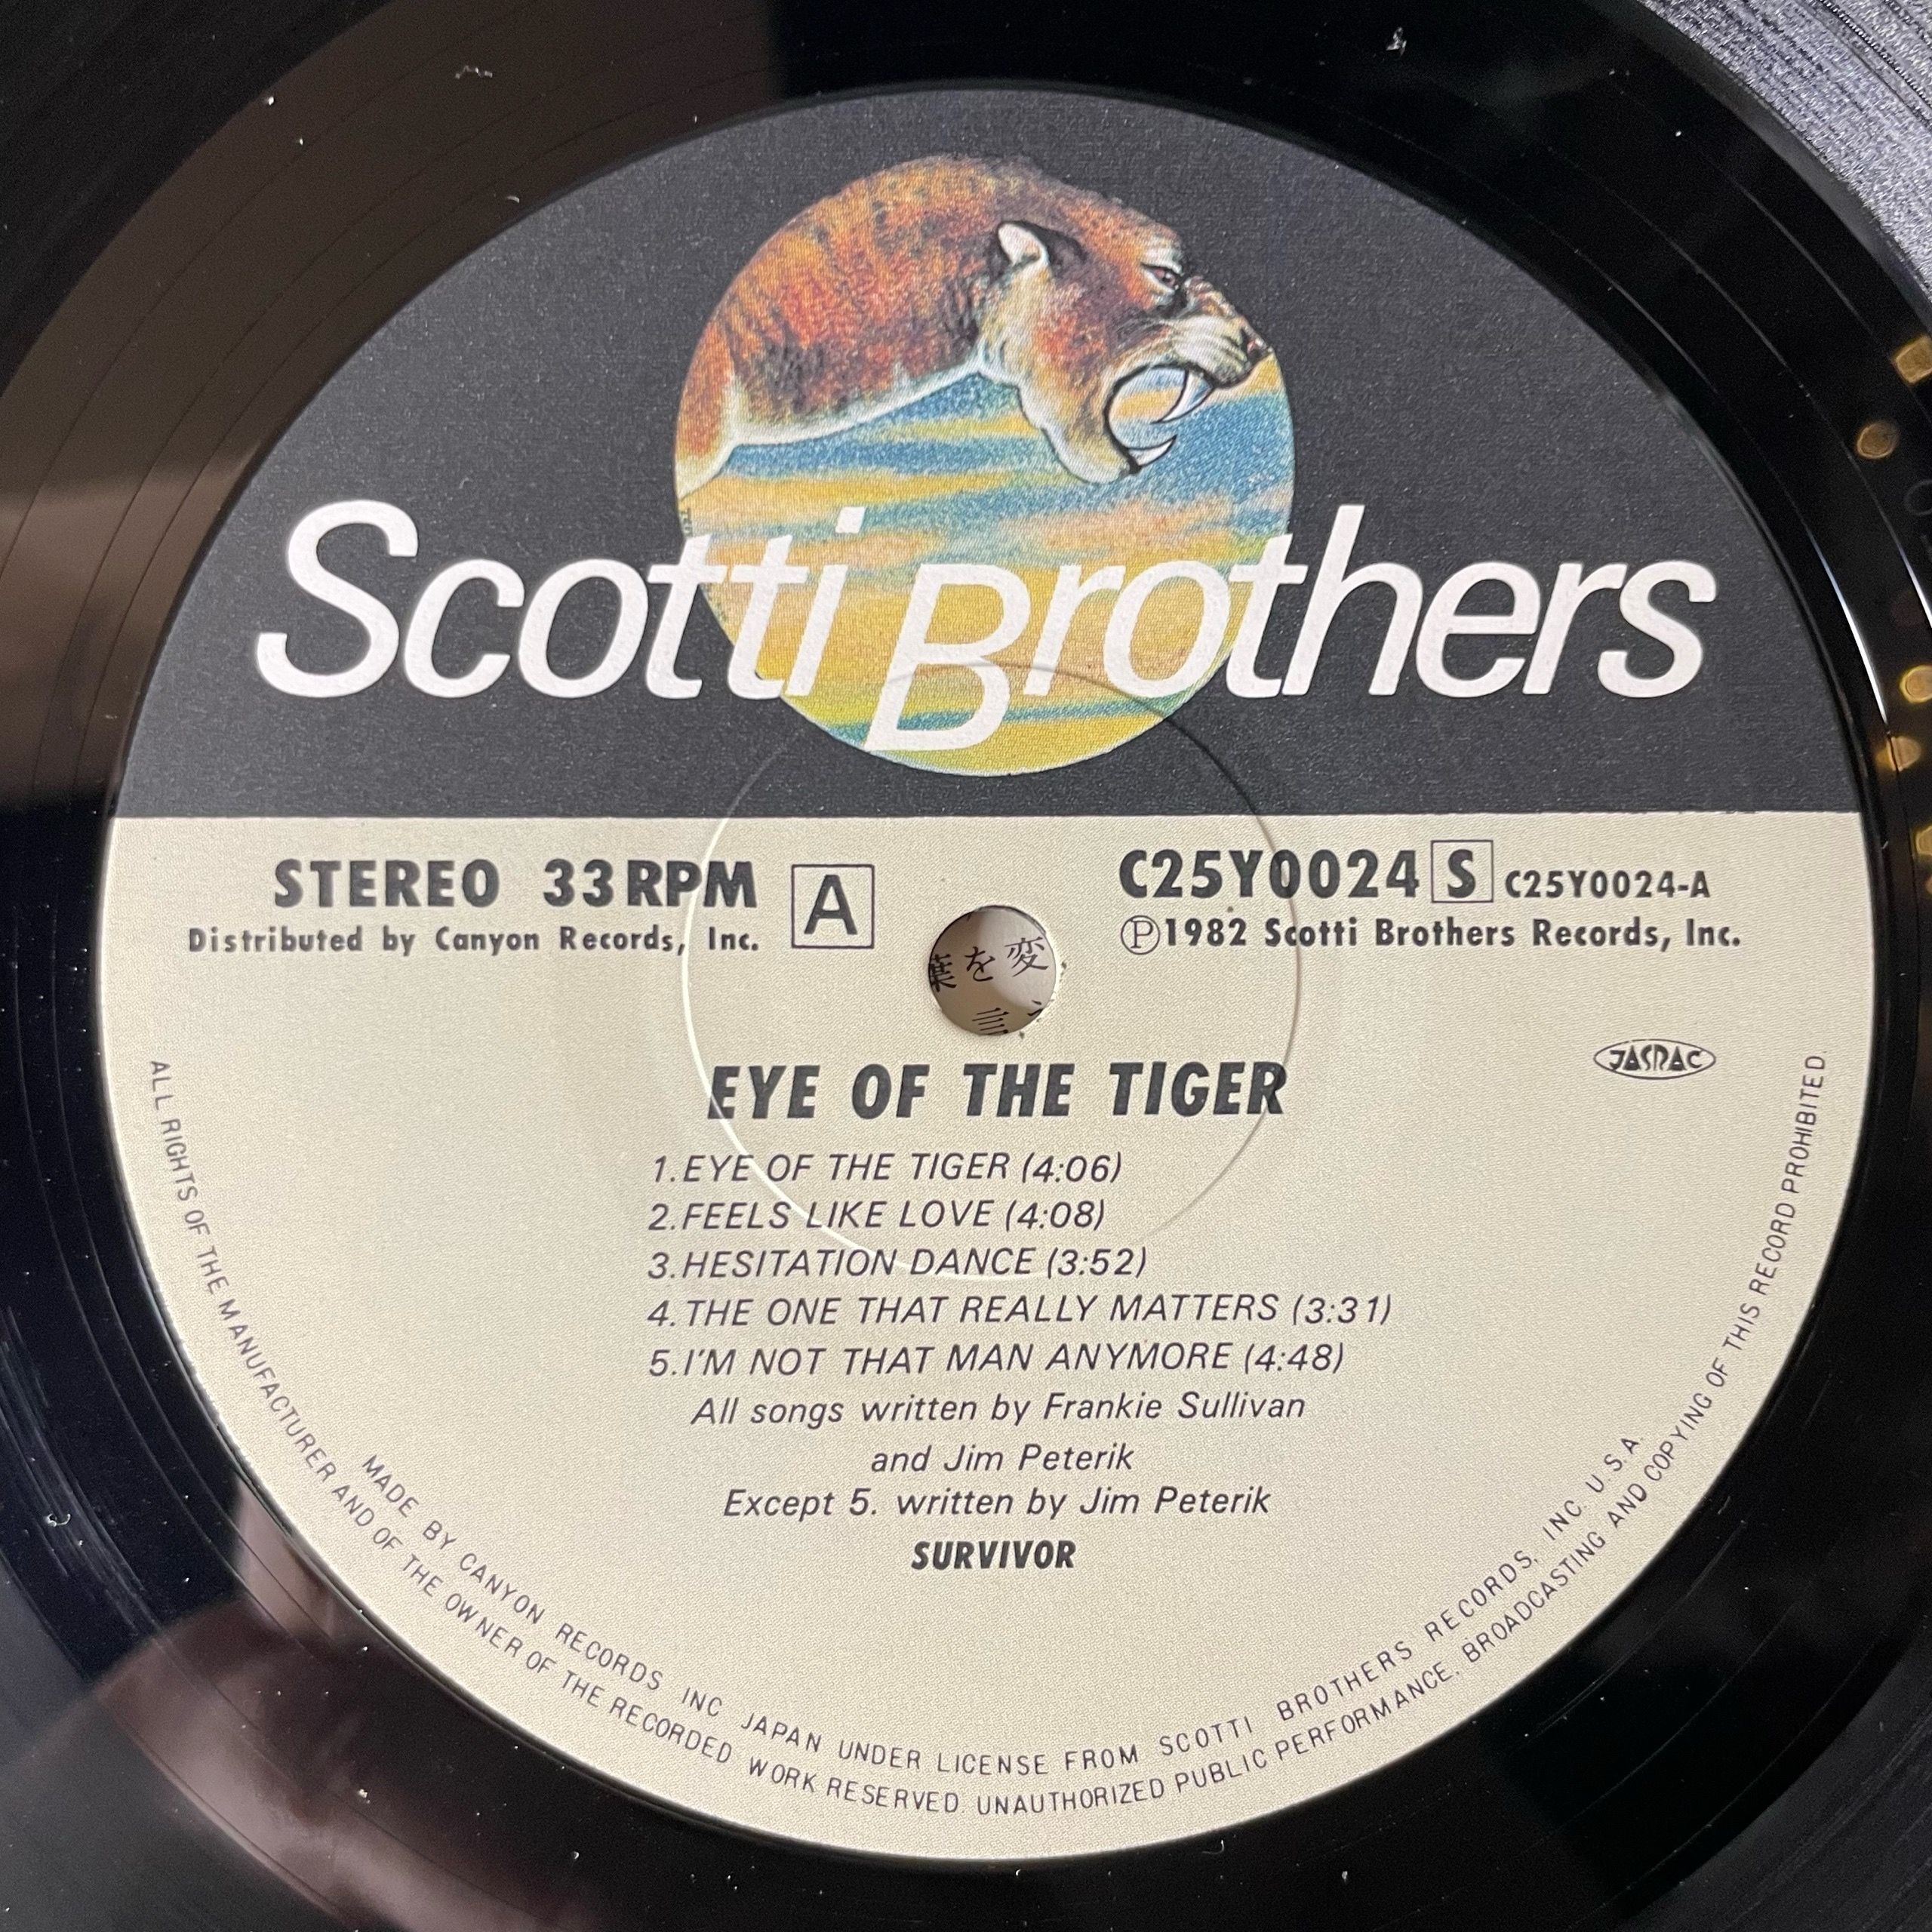 Scotti Brothers
STEREO 33RPM A
Distributed by Canyon Records, Inc.
C25Y0024 S C25Y0024-A
Ⓟ1982 Scotti Brothers Records, Inc.
葉を変
言
JASRAC
EYE OF THE TIGER
1.EYE OF THE TIGER (4:06)
2.FEELS LIKE LOVE (4:08)
3.HESITATION DANCE (3:52)
4.THE ONE THAT REALLY MATTERS (3:31)
5.I'M NOT THAT MAN ANYMORE (4:48)
All songs written by Frankie Sullivan
and Jim Peterik
Except 5. written by Jim Peterik
SURVIVOR
MADE BY CANYON RECORDS INC JAPAN UNDER LICENSE FROM SCOTTI BROTHERS RECORDS, INC. U.S.A.
ALL RIGHTS OF THE MANUFACTURER AND OF THE OWNER OF THE RECORDED WORK RESERVED. UNAUTHORIZED PUBLIC PERFORMANCE, BROADCASTING AND COPYING OF THIS RECORD PROHIBITED.